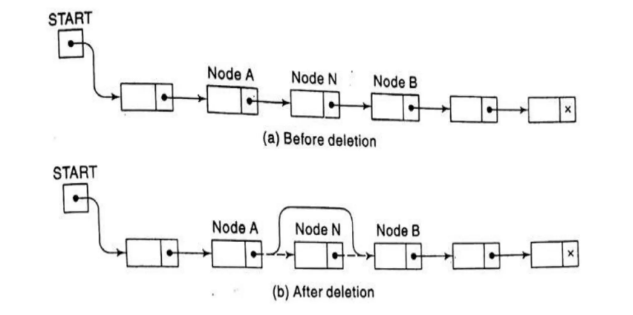 START
Node A Node N Node B
×
(a) Before deletion
START
Node A Node N Node B
×
(b) After deletion